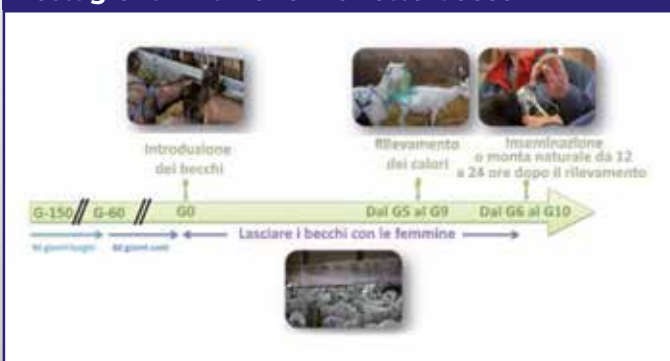 Introduzione
dei becchi
Rilevamento
dei calori
Inseminazione
o monta naturale da 12
a 24 ore dopo il rilevamento
G-150 G-60 G0 Dal G5 al G9 Dal G6 al G10
Lasciare i becchi con le femmine